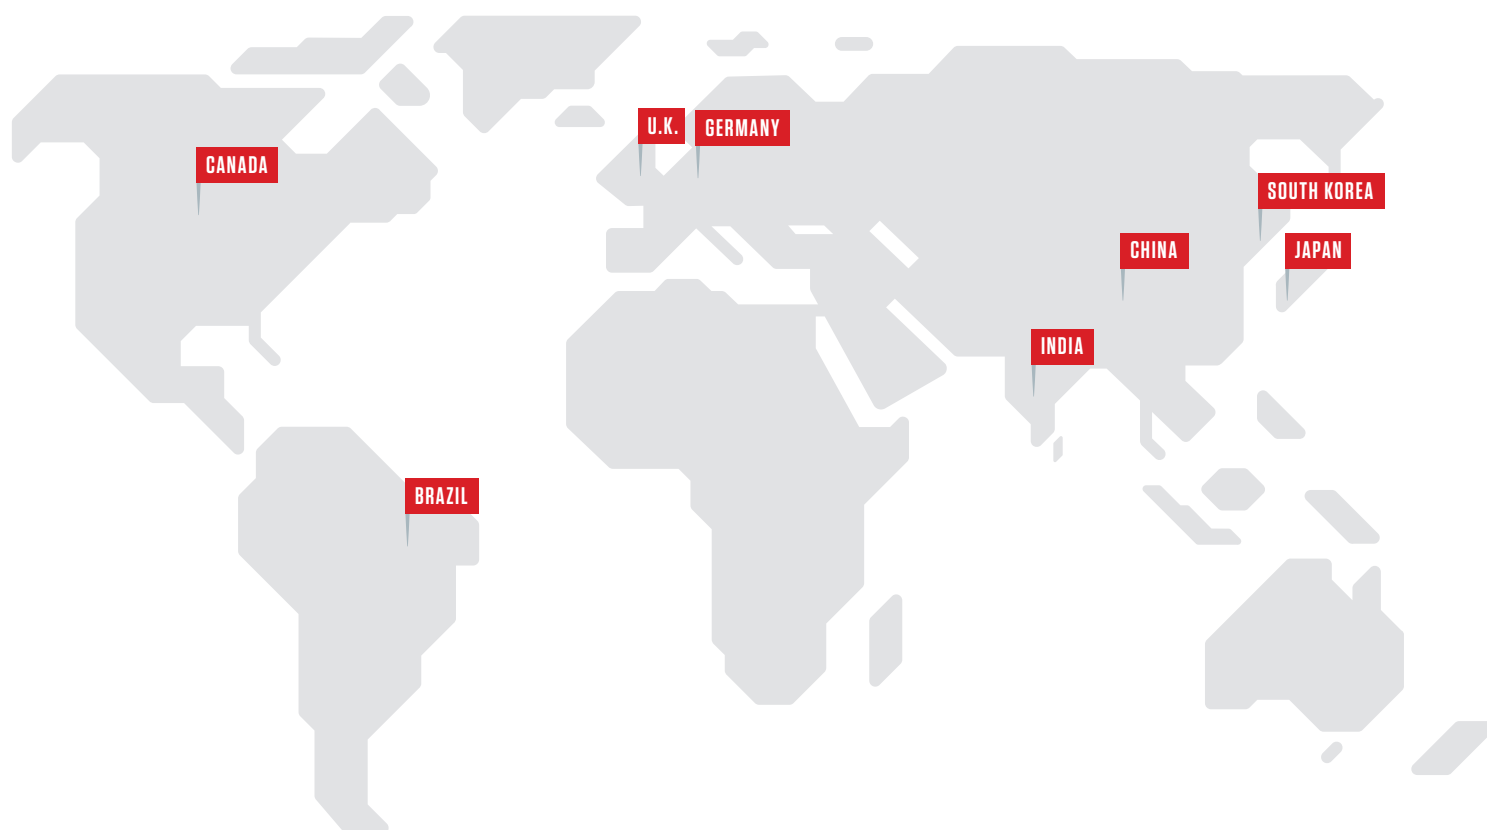 U.K.
GERMANY
CANADA
SOUTH KOREA
CHINA
JAPAN
INDIA
BRAZIL